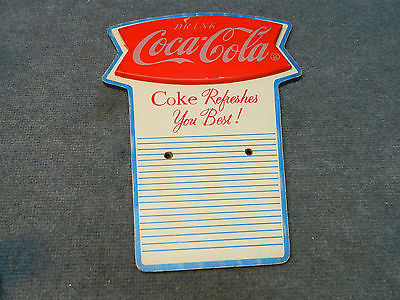 DRINK
Coca-Cola ®
Coke Refreshes
You Best!